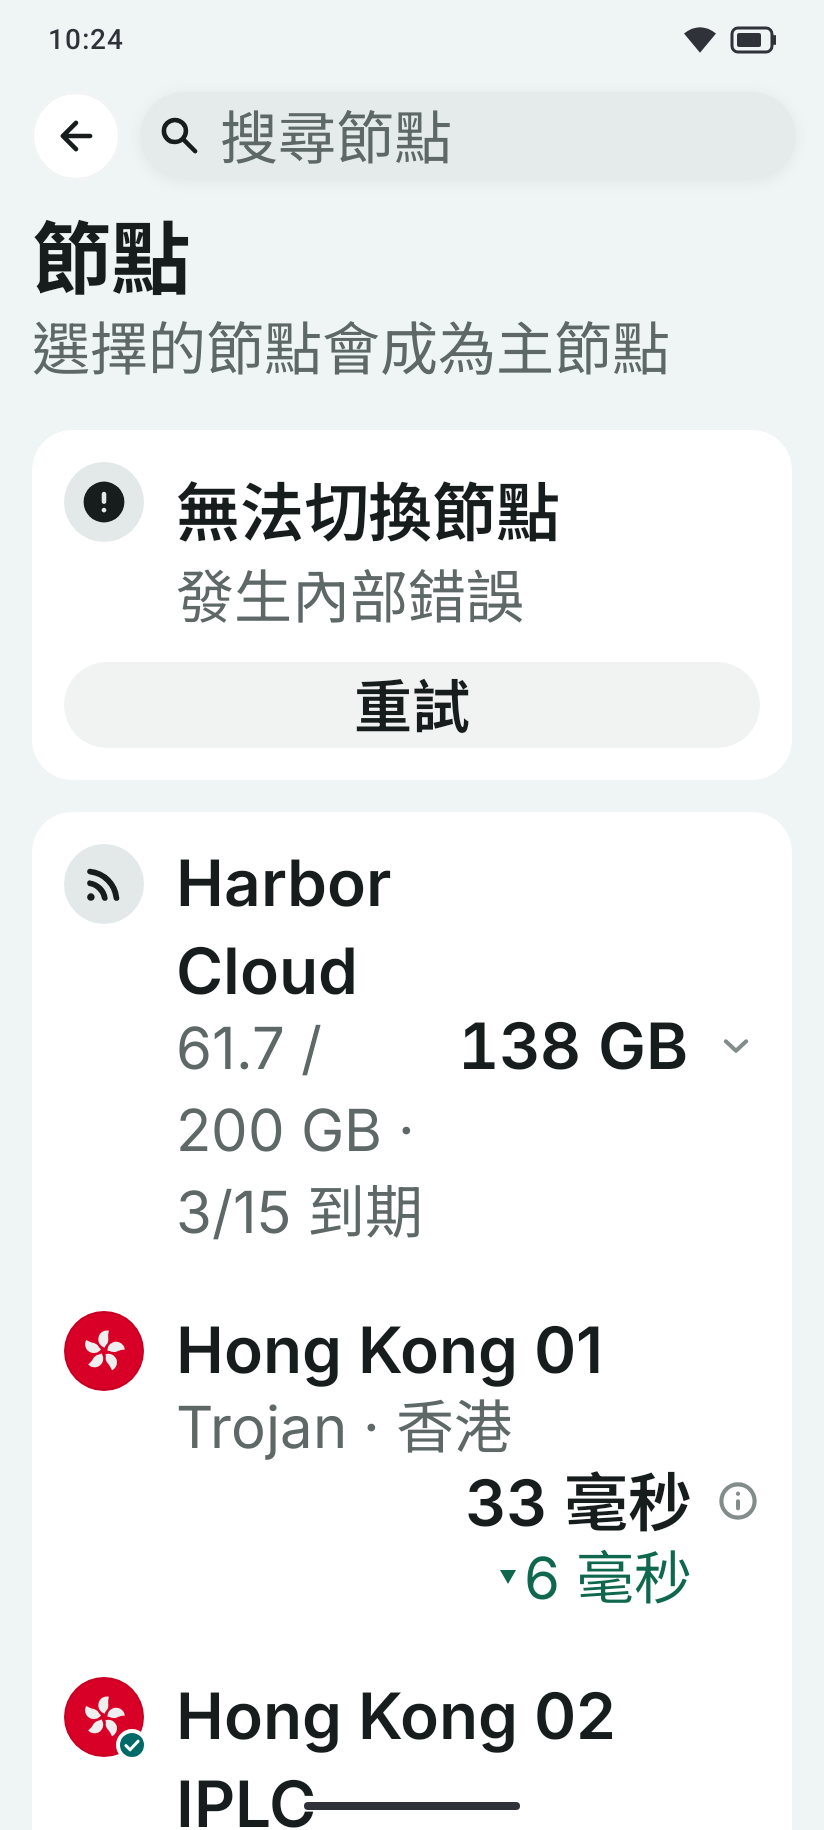 10:24
搜尋節點
節點
選擇的節點會成為主節點
無法切換節點
發生內部錯誤
重試
Harbor
Cloud
61.7 /
200 GB ·
3/15 到期
138 GB
Hong Kong 01
Trojan · 香港
33 毫秒
▼6 毫秒
Hong Kong 02
IPLC